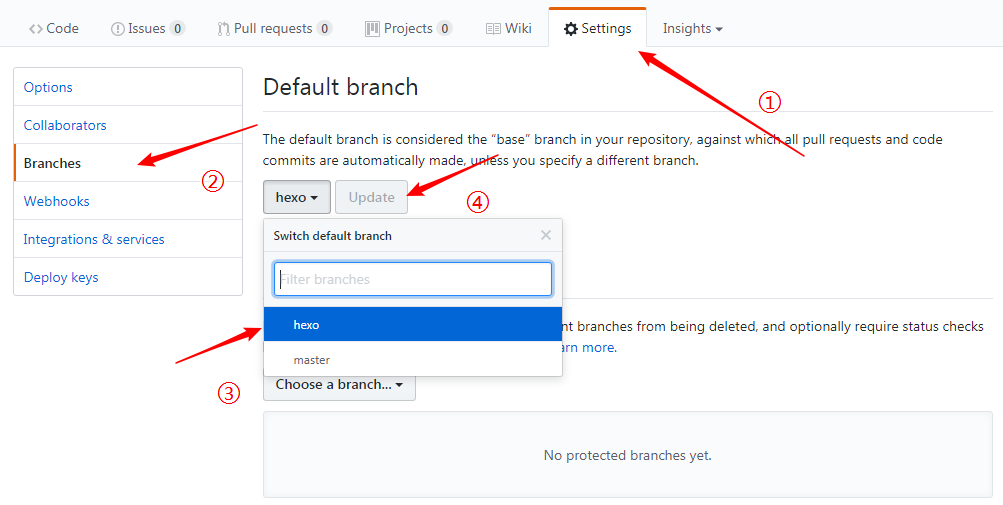 Code Issues 0 Pull requests 0 Projects 0 Wiki Settings Insights
①
Options
Collaborators
Branches
②
Webhooks
Integrations & services
Deploy keys
Default branch
The default branch is considered the “base” branch in your repository, against which all pull requests and code
commits are automatically made, unless you specify a different branch.
hexo Update
④
Switch default branch
Filter branches
hexo
master
③
nt branches from being deleted, and optionally require status checks
arn more.
Choose a branch...
No protected branches yet.